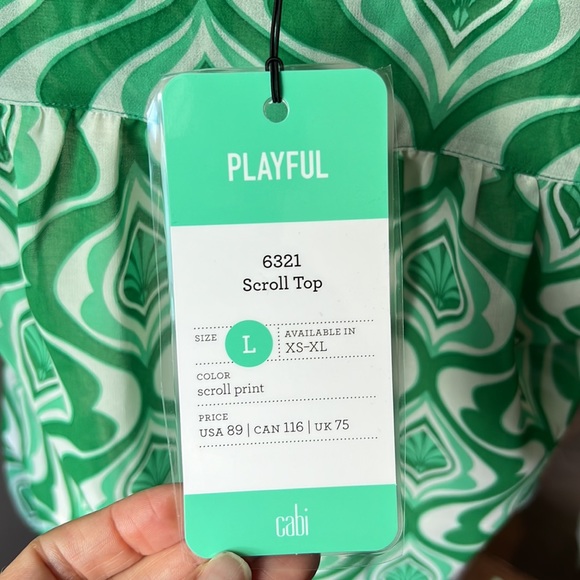 PLAYFUL
6321
Scroll Top
SIZE
L
AVAILABLE IN
XS-XL
COLOR
scroll print
PRICE
USA 89 | CAN 116 | UK 75
cabi